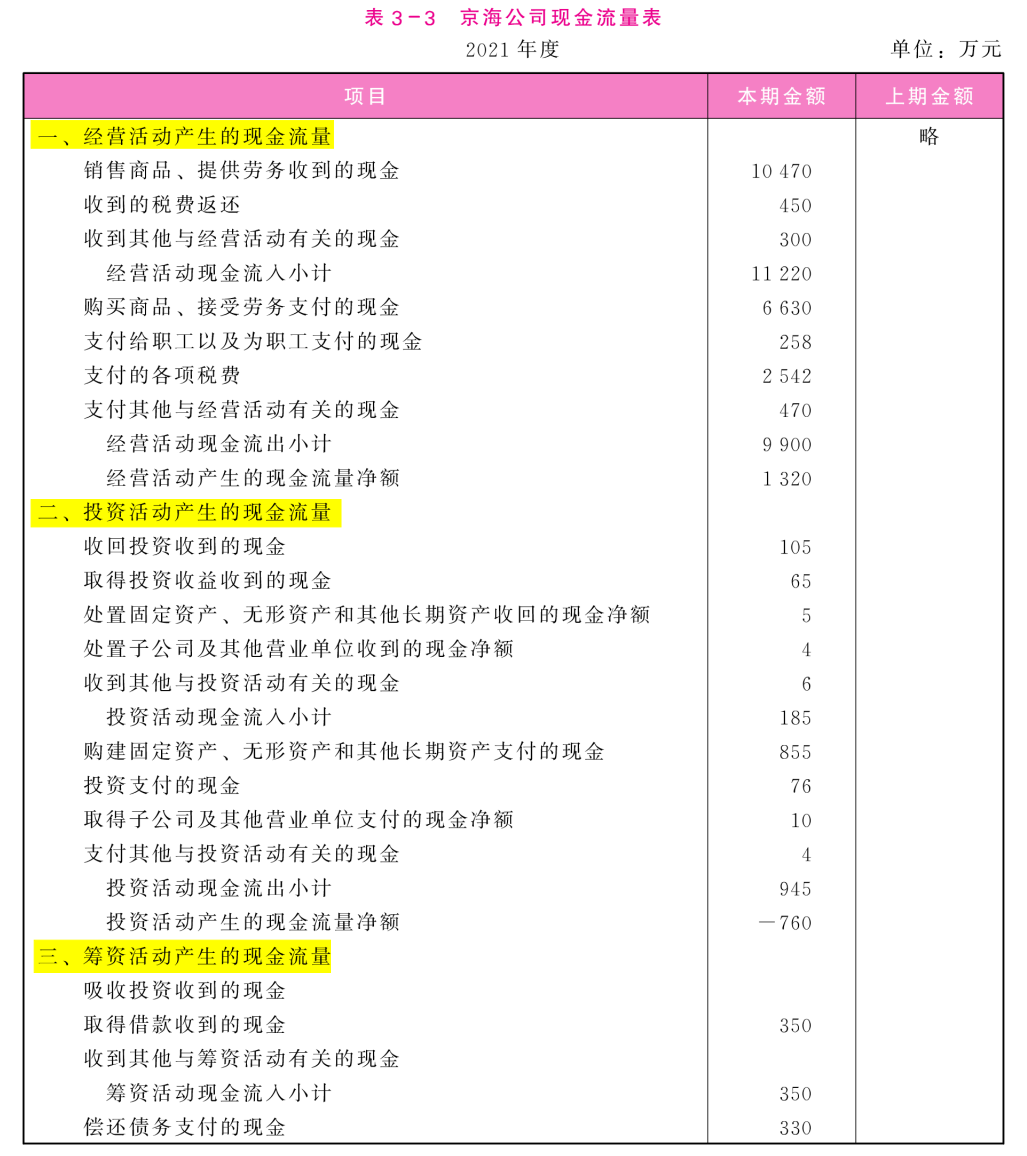 表 3-3 京海公司现金流量表
2021 年度 单位：万元
项目 本期金额 上期金额
一、经营活动产生的现金流量 略
销售商品、提供劳务收到的现金 10 470
收到的税费返还 450
收到其他与经营活动有关的现金 300
经营活动现金流入小计 11 220
购买商品、接受劳务支付的现金 6 630
支付给职工以及为职工支付的现金 258
支付的各项税费 2 542
支付其他与经营活动有关的现金 470
经营活动现金流出小计 9 900
经营活动产生的现金流量净额 1 320
二、投资活动产生的现金流量
收回投资收到的现金 105
取得投资收益收到的现金 65
处置固定资产、无形资产和其他长期资产收回的现金净额 5
处置子公司及其他营业单位收到的现金净额 4
收到其他与投资活动有关的现金 6
投资活动现金流入小计 185
购建固定资产、无形资产和其他长期资产支付的现金 855
投资支付的现金 76
取得子公司及其他营业单位支付的现金净额 10
支付其他与投资活动有关的现金 4
投资活动现金流出小计 945
投资活动产生的现金流量净额 －760
三、筹资活动产生的现金流量
吸收投资收到的现金
取得借款收到的现金 350
收到其他与筹资活动有关的现金
筹资活动现金流入小计 350
偿还债务支付的现金 330